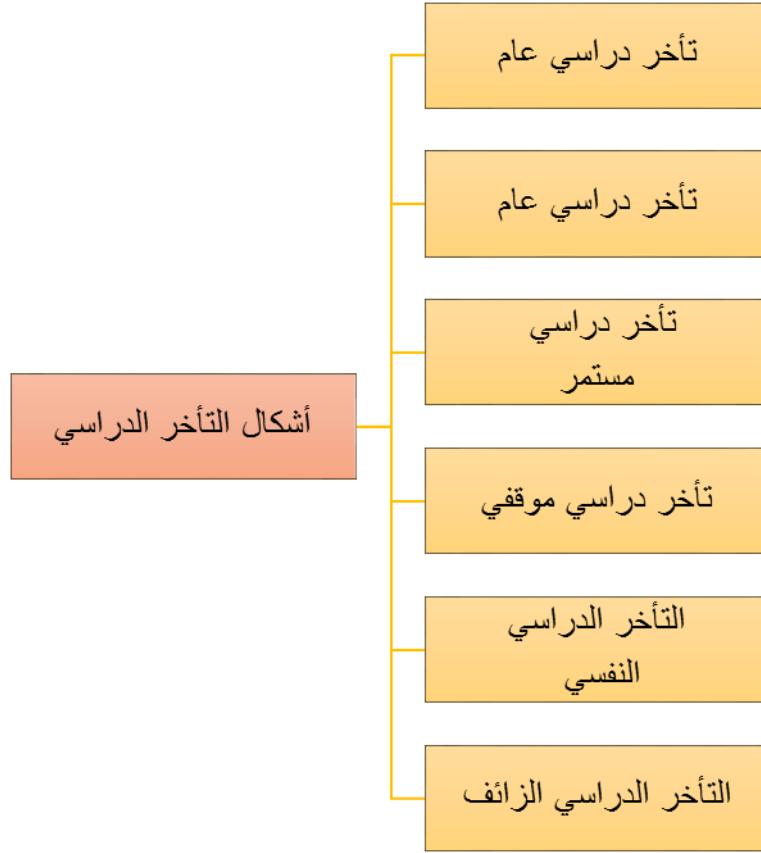 أشكال التأخر الدراسي
تأخر دراسي عام
تأخر دراسي عام
تأخر دراسي
مستمر
تأخر دراسي موقفي
التأخر الدراسي
النفسي
التأخر الدراسي الزائف